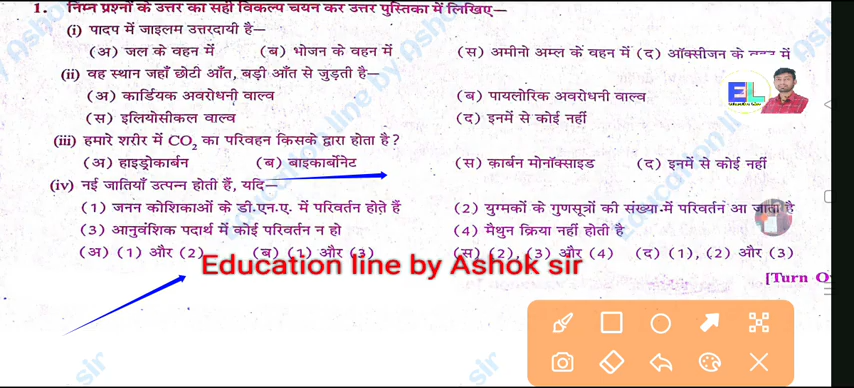 1. निम्न प्रश्नों के उत्तर का सही विकल्प चयन कर उत्तर पुस्तिका में लिखिए—
(i) पादप में जाइलम उत्तरदायी है—
(अ) जल के वहन में (ब) भोजन के वहन में (स) अमीनो अम्ल के वहन में (द) ऑक्सीजन के वहन में
(ii) वह स्थान जहाँ छोटी आँत, बड़ी आँत से जुड़ती है—
(अ) कार्डियक अवरोधनी वाल्व (ब) पायलोरिक अवरोधनी वाल्व
(स) इलियोसीकल वाल्व (द) इनमें से कोई नहीं
EL
(iii) हमारे शरीर में CO2 का परिवहन किसके द्वारा होता है?
(अ) हाइड्रोकार्बन (ब) बाइकार्बोनेट (स) कार्बन मोनॉक्साइड (द) इनमें से कोई नहीं
(iv) नई जातियाँ उत्पन्न होती हैं, यदि—
(1) जनन कोशिकाओं के डी.एन.ए. में परिवर्तन होते हैं (2) युग्मकों के गुणसूत्रों की संख्या में परिवर्तन आ जाता है
(3) आनुवंशिक पदार्थ में कोई परिवर्तन न हो (4) मैथुन क्रिया नहीं होती है
(अ) (1) और (2) (ब) (1) और (3) (स) (2), (3) और (4) (द) (1), (2) और (3)
Education line by Ashok sir
[Turn O